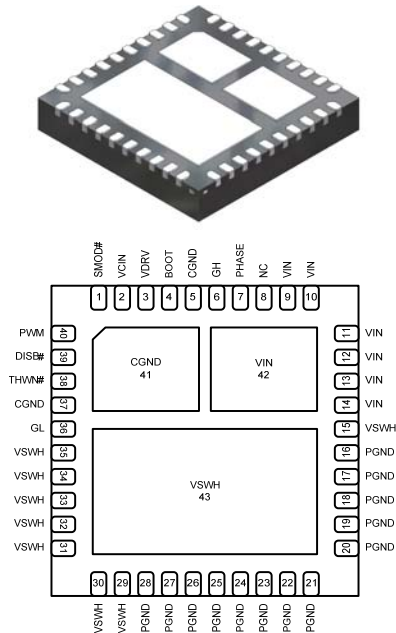 SMOD#
VCIN
VDRV
BOOT
CGND
GH
PHASE
NC
VIN
VIN
1 2 3 4 5 6 7 8 9 10
PWM 40
DISB# 39
THWN# 38
CGND 37
GL 36
VSWH 35
VSWH 34
VSWH 33
VSWH 32
VSWH 31
CGND
41
VIN
42
VSWH
43
11 VIN
12 VIN
13 VIN
14 VIN
15 VSWH
16 PGND
17 PGND
18 PGND
19 PGND
20 PGND
30 29 28 27 26 25 24 23 22 21
VSWH
VSWH
PGND
PGND
PGND
PGND
PGND
PGND
PGND
PGND